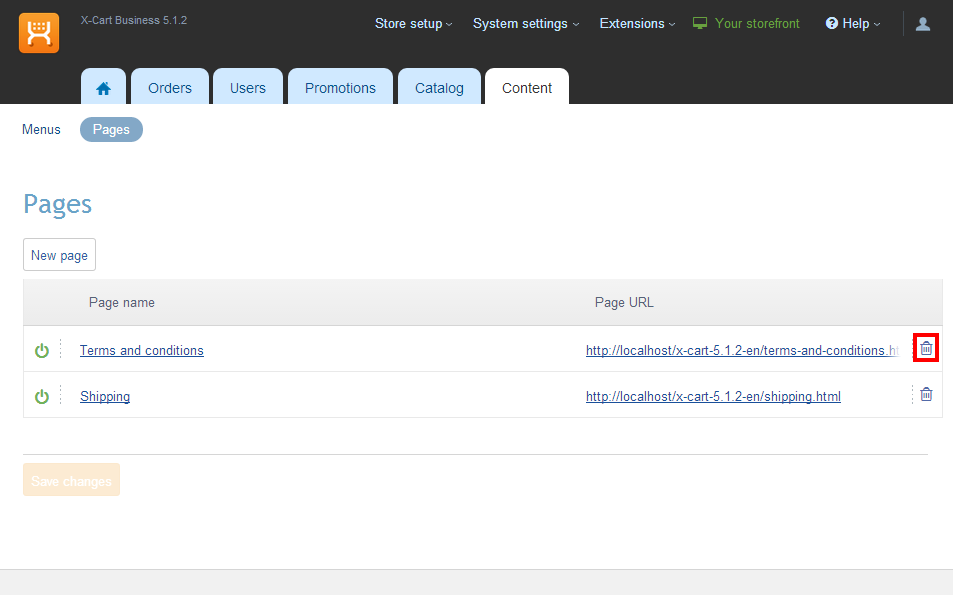 X-Cart Business 5.1.2
Store setup
System settings
Extensions
Your storefront
? Help
Orders
Users
Promotions
Catalog
Content
Menus
Pages
Pages
New page
Page name
Page URL
Terms and conditions
http://localhost/x-cart-5.1.2-en/terms-and-conditions.ht
Shipping
http://localhost/x-cart-5.1.2-en/shipping.html
Save changes